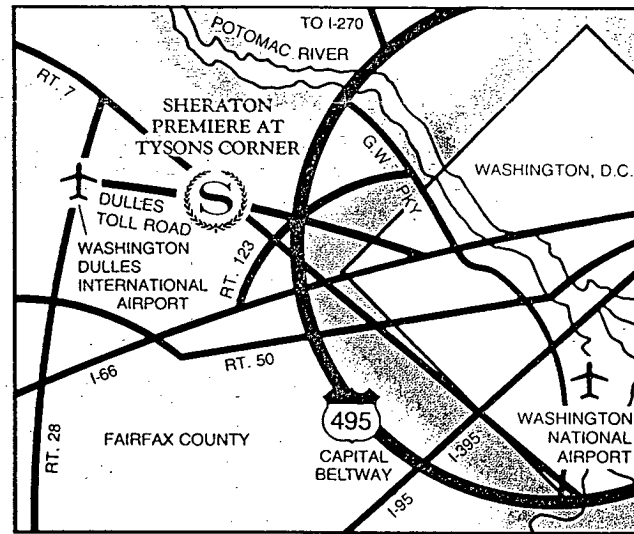 TO I-270
POTOMAC RIVER
RT. 7
SHERATON
PREMIERE AT
TYSONS CORNER
G.W. PKY.
WASHINGTON, D.C.
S
DULLES
TOLL ROAD
WASHINGTON
DULLES
INTERNATIONAL
AIRPORT
RT. 123
I-66
RT. 50
RT. 28
FAIRFAX COUNTY
495
CAPITAL
BELTWAY
I-395
I-95
WASHINGTON
NATIONAL
AIRPORT